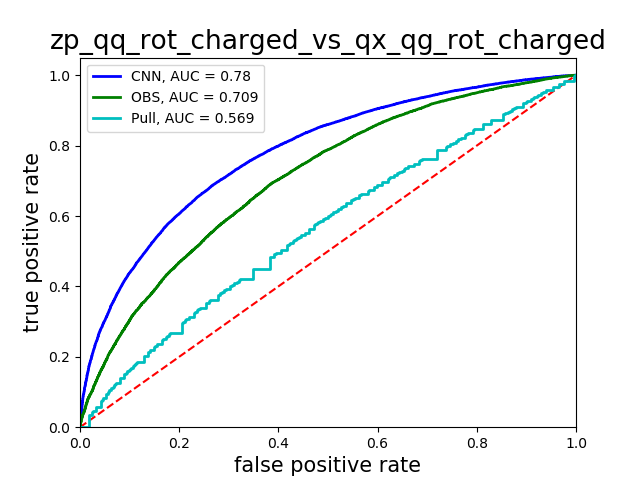 zp_qq_rot_charged_vs_qx_qg_rot_charged
CNN, AUC = 0.78
OBS, AUC = 0.709
Pull, AUC = 0.569
true positive rate
1.0
0.8
0.6
0.4
0.2
0.0
0.0 0.2 0.4 0.6 0.8 1.0
false positive rate